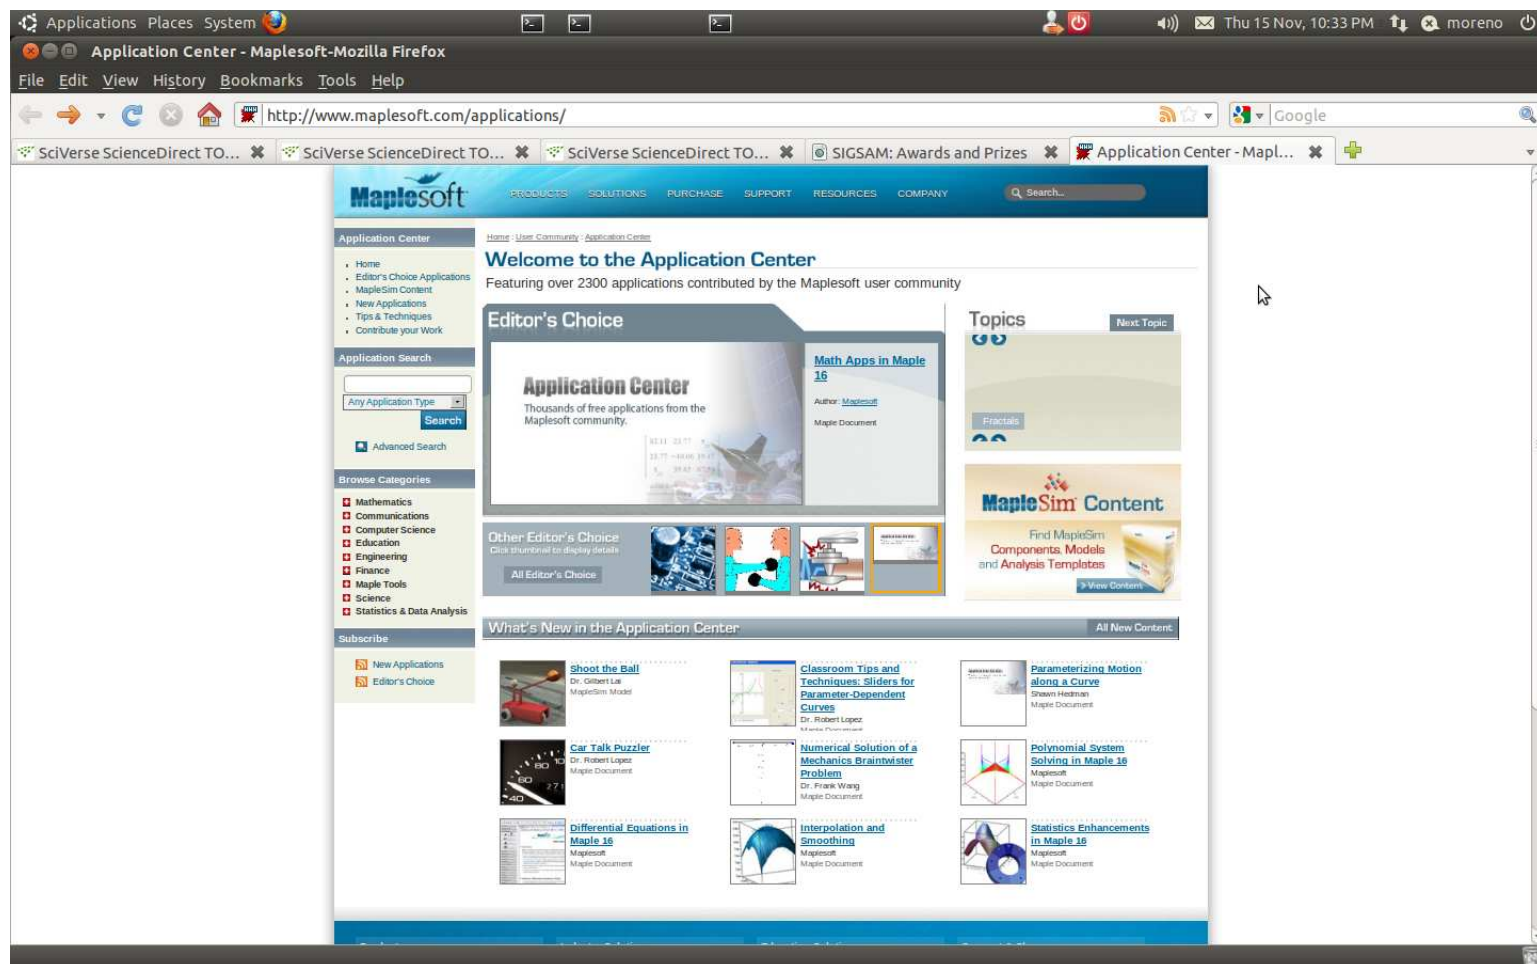 Applications Places System
Thu 15 Nov, 10:33 PM
moreno
Application Center - Maplesoft-Mozilla Firefox
File Edit View History Bookmarks Tools Help
http://www.maplesoft.com/applications/
Google
SciVerse ScienceDirect TO...
SciVerse ScienceDirect TO...
SciVerse ScienceDirect TO...
SIGSAM: Awards and Prizes
Application Center - Mapl...
Maplesoft
PRODUCTS SOLUTIONS PURCHASE SUPPORT RESOURCES COMPANY
Search...
Application Center
Home
Editor's Choice Applications
MapleSim Content
New Applications
Tips & Techniques
Contribute your Work
Application Search
Any Application Type
Search
Advanced Search
Browse Categories
Mathematics
Communications
Computer Science
Education
Engineering
Finance
Maple Tools
Science
Statistics & Data Analysis
Subscribe
New Applications
Editor's Choice
Home : User Community : Application Center
Welcome to the Application Center
Featuring over 2300 applications contributed by the Maplesoft user community
Editor's Choice
Application Center
Thousands of free applications from the
Maplesoft community.
Math Apps in Maple
16
Author: Maplesoft
Maple Document
Other Editor's Choice
Click thumbnail to display details
All Editor's Choice
Topics
Next Topic
Fractals
MapleSim Content
Find MapleSim
Components, Models
and Analysis Templates
> View Content
What's New in the Application Center
All New Content
Shoot the Ball
Dr. Gilbert Lai
MapleSim Model
Classroom Tips and
Techniques: Sliders for
Parameter-Dependent
Curves
Dr. Robert Lopez
Maple Document
Parameterizing Motion
along a Curve
Shawn Hedman
Maple Document
Car Talk Puzzler
Dr. Robert Lopez
Maple Document
Numerical Solution of a
Mechanics Braintwister
Problem
Dr. Frank Wang
Maple Document
Polynomial System
Solving in Maple 16
Maplesoft
Maple Document
Differential Equations in
Maple 16
Maplesoft
Maple Document
Interpolation and
Smoothing
Maplesoft
Maple Document
Statistics Enhancements
in Maple 16
Maplesoft
Maple Document